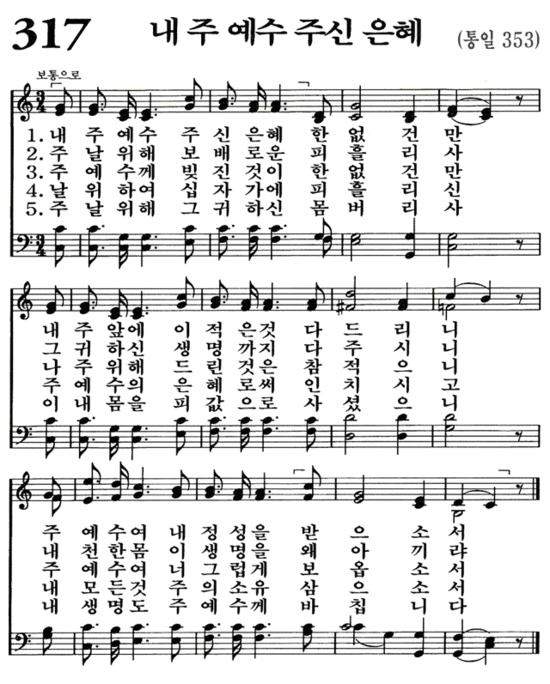 317 내 주 예수 주신 은혜 (통일 353)
보통으로
1. 내 주 예 수 주 신 은 혜 한 없 건 만
2. 주 날 위 해 보 배 로 운 피 흘 리 사
3. 주 예 수 께 빚 진 것 이 한 없 건 만
4. 날 위 하 여 십 자 가 에 피 흘 리 신
5. 주 날 위 해 그 귀 하 신 몸 버 리 사
내 주 앞 에 이 적 은 것 다 드 리 니
그 귀 하 신 생 명 까 지 다 주 시 니
나 주 위 해 드 린 것 은 참 적 으 니
주 예 수 의 은 혜 로 써 인 치 시 고
이 내 몸 을 피 값 으 로 사 셨 으 니
주 예 수 여 내 정 성 을 받 으 소 서
내 천 한 몸 이 생 명 을 왜 아 끼 랴
주 예 수 여 너 그 럽 게 보 옵 소 서
내 모 든 것 주 의 소 유 삼 으 소 서
내 생 명 도 주 예 수 께 바 칩 니 다